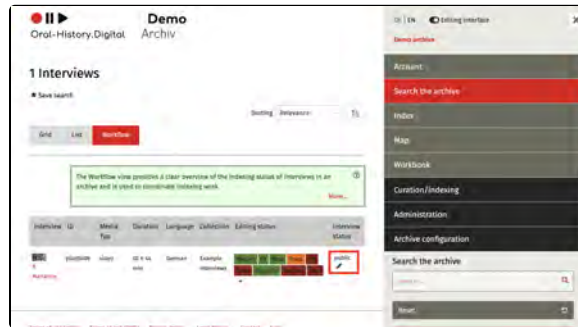 Oral-History.Digital
Demo
Archiv
1 Interviews
Save search
Sorting Relevance
Grid
List
Workflow
The Workflow view provides a clear overview of the indexing status of interviews in an
archive and is used to coordinate indexing work.
More...
Interview ID Media Typ Duration Language Collection Editing status Interview status
video
German
Example Interviews
public
DE | EN
Editing interface
Demo archive
Account
Search the archive
Index
Map
Workbook
Curation/indexing
Administration
Archive configuration
Search the archive
Reset